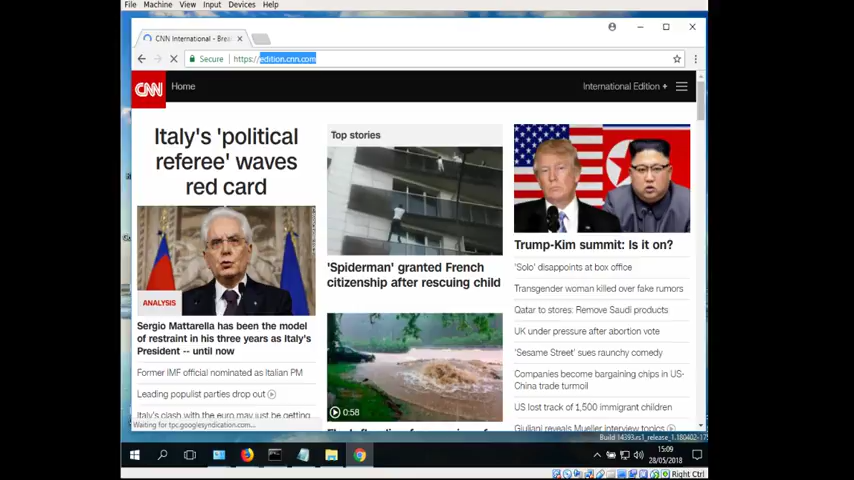 File Machine View Input Devices Help
CNN International - Brea
Secure https://edition.cnn.com
CNN Home International Edition +
Italy's 'political
referee' waves
red card
ANALYSIS
Sergio Mattarella has been the model
of restraint in his three years as Italy's
President -- until now
Former IMF official nominated as Italian PM
Leading populist parties drop out
Italy's clash with the euro may just be getting
Top stories
'Spiderman' granted French
citizenship after rescuing child
0:58
Trump-Kim summit: Is it on?
'Solo' disappoints at box office
Transgender woman killed over fake rumors
Qatar to stores: Remove Saudi products
UK under pressure after abortion vote
'Sesame Street' sues raunchy comedy
Companies become bargaining chips in US-
China trade turmoil
US lost track of 1,500 immigrant children
Giuliani reveals Mueller interview topics
Waiting for tpc.googlesyndication.com...
Build 14393.rs1_release_1.180402-175
15:09
28/05/2018
Right Ctrl